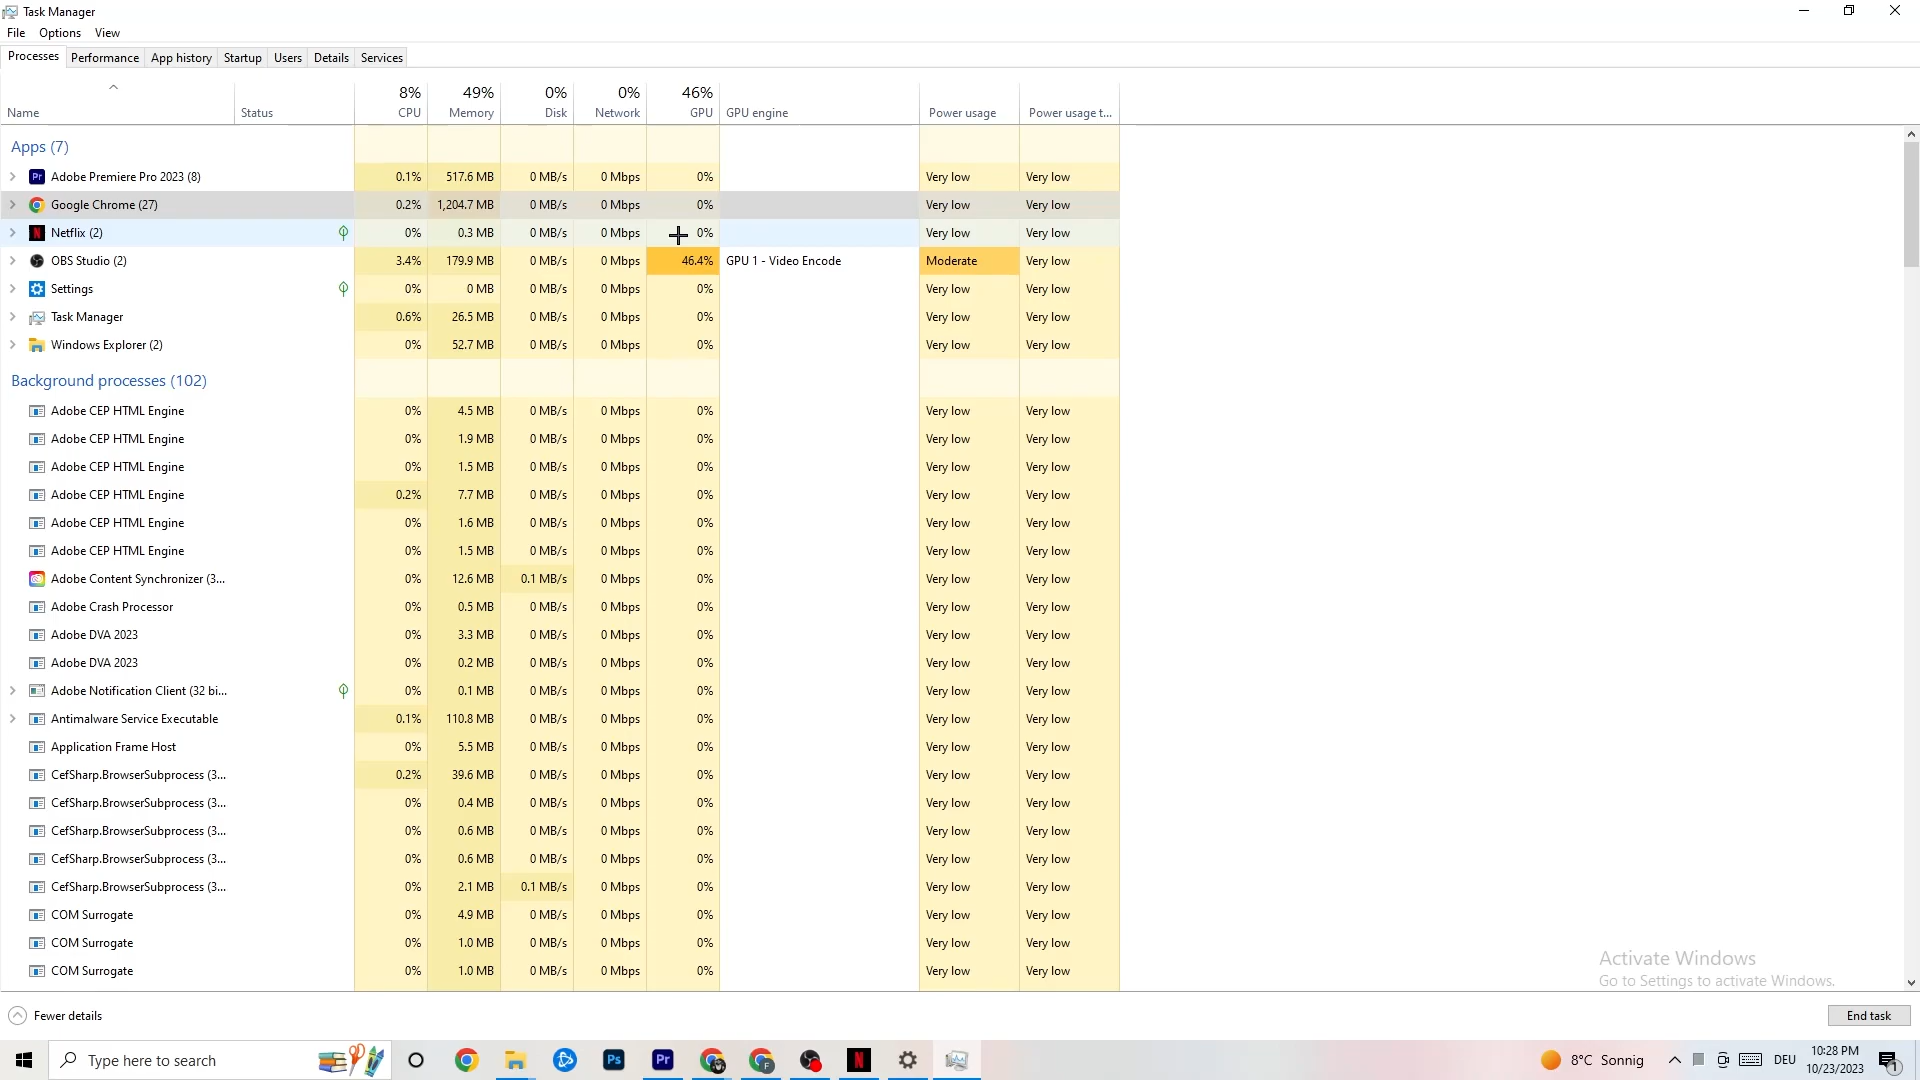 Task Manager
File Options View
Processes Performance App history Startup Users Details Services
8% 49% 0% 0% 46%
Name Status CPU Memory Disk Network GPU GPU engine Power usage Power usage t...
Apps (7)
Adobe Premiere Pro 2023 (8) 0.1% 517.6 MB 0 MB/s 0 Mbps 0% Very low Very low
Google Chrome (27) 0.2% 1,204.7 MB 0 MB/s 0 Mbps 0% Very low Very low
Netflix (2) 0% 0.3 MB 0 MB/s 0 Mbps 0% Very low Very low
OBS Studio (2) 3.4% 179.9 MB 0 MB/s 0 Mbps 46.4% GPU 1 - Video Encode Moderate Very low
Settings 0% 0 MB 0 MB/s 0 Mbps 0% Very low Very low
Task Manager 0.6% 26.5 MB 0 MB/s 0 Mbps 0% Very low Very low
Windows Explorer (2) 0% 52.7 MB 0 MB/s 0 Mbps 0% Very low Very low
Background processes (102)
Adobe CEP HTML Engine 0% 4.5 MB 0 MB/s 0 Mbps 0% Very low Very low
Adobe CEP HTML Engine 0% 1.9 MB 0 MB/s 0 Mbps 0% Very low Very low
Adobe CEP HTML Engine 0% 1.5 MB 0 MB/s 0 Mbps 0% Very low Very low
Adobe CEP HTML Engine 0.2% 7.7 MB 0 MB/s 0 Mbps 0% Very low Very low
Adobe CEP HTML Engine 0% 1.6 MB 0 MB/s 0 Mbps 0% Very low Very low
Adobe CEP HTML Engine 0% 1.5 MB 0 MB/s 0 Mbps 0% Very low Very low
Adobe Content Synchronizer (3... 0% 12.6 MB 0.1 MB/s 0 Mbps 0% Very low Very low
Adobe Crash Processor 0% 0.5 MB 0 MB/s 0 Mbps 0% Very low Very low
Adobe DVA 2023 0% 3.3 MB 0 MB/s 0 Mbps 0% Very low Very low
Adobe DVA 2023 0% 0.2 MB 0 MB/s 0 Mbps 0% Very low Very low
Adobe Notification Client (32 bi... 0% 0.1 MB 0 MB/s 0 Mbps 0% Very low Very low
Antimalware Service Executable 0.1% 110.8 MB 0 MB/s 0 Mbps 0% Very low Very low
Application Frame Host 0% 5.5 MB 0 MB/s 0 Mbps 0% Very low Very low
CefSharp.BrowserSubprocess (3... 0.2% 39.6 MB 0 MB/s 0 Mbps 0% Very low Very low
CefSharp.BrowserSubprocess (3... 0% 0.4 MB 0 MB/s 0 Mbps 0% Very low Very low
CefSharp.BrowserSubprocess (3... 0% 0.6 MB 0 MB/s 0 Mbps 0% Very low Very low
CefSharp.BrowserSubprocess (3... 0% 0.6 MB 0 MB/s 0 Mbps 0% Very low Very low
CefSharp.BrowserSubprocess (3... 0% 2.1 MB 0.1 MB/s 0 Mbps 0% Very low Very low
COM Surrogate 0% 4.9 MB 0 MB/s 0 Mbps 0% Very low Very low
COM Surrogate 0% 1.0 MB 0 MB/s 0 Mbps 0% Very low Very low
COM Surrogate 0% 1.0 MB 0 MB/s 0 Mbps 0% Very low Very low
Activate Windows
Go to Settings to activate Windows.
Fewer details End task
Type here to search 8°C Sonnig DEU 10:28 PM
10/23/2023